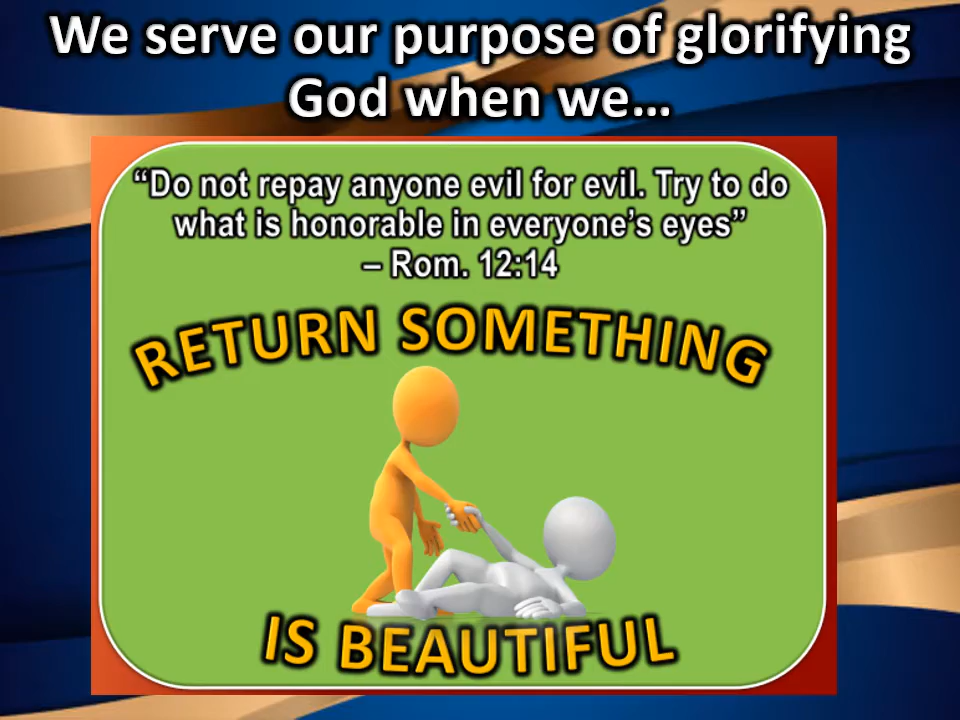 We serve our purpose of glorifying
God when we…
“Do not repay anyone evil for evil. Try to do
what is honorable in everyone’s eyes”
– Rom. 12:14
RETURN SOMETHING
IS BEAUTIFUL